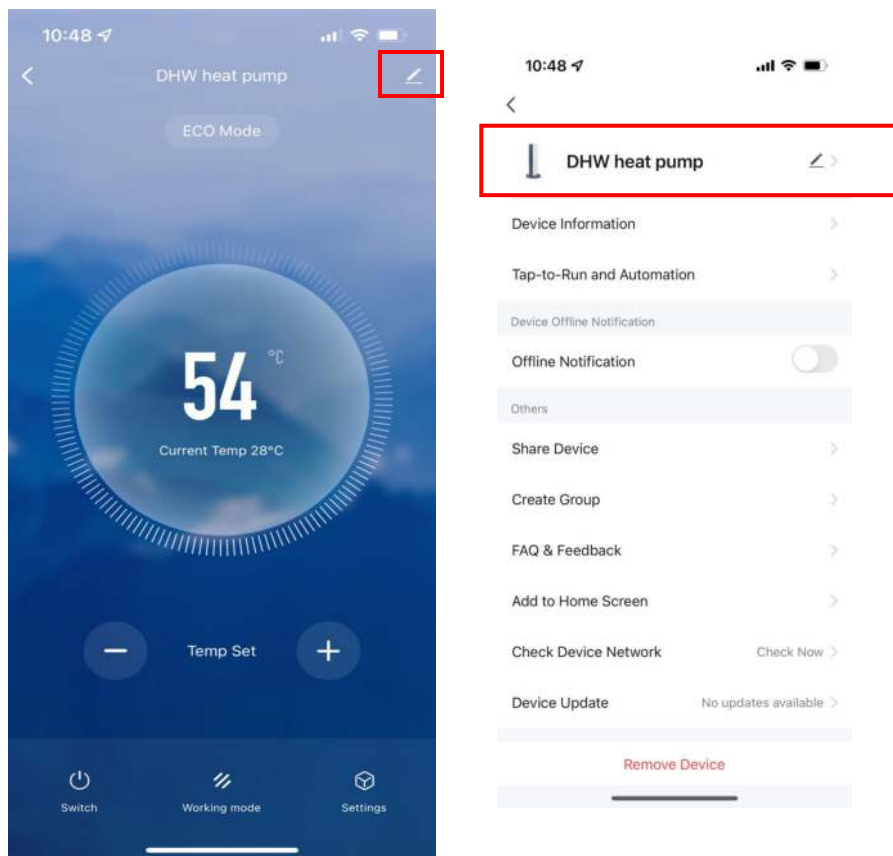 10:48
DHW heat pump
ECO Mode
54 °C
Current Temp 28°C
Temp Set
Switch
Working mode
Settings
10:48
DHW heat pump
Device Information
Tap-to-Run and Automation
Device Offline Notification
Offline Notification
Others
Share Device
Create Group
FAQ & Feedback
Add to Home Screen
Check Device Network Check Now
Device Update No updates available
Remove Device